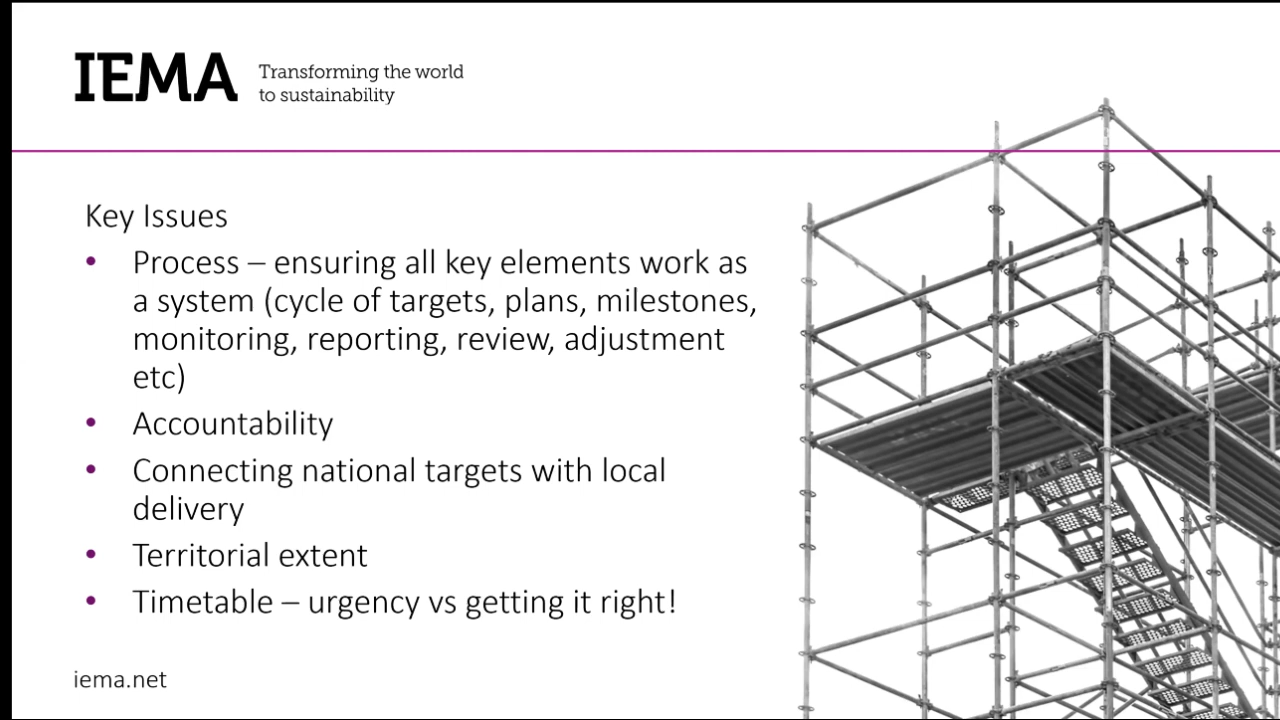 IEMA
Transforming the world
to sustainability
Key Issues
• Process – ensuring all key elements work as
a system (cycle of targets, plans, milestones,
monitoring, reporting, review, adjustment
etc)
• Accountability
• Connecting national targets with local
delivery
• Territorial extent
• Timetable – urgency vs getting it right!
iema.net